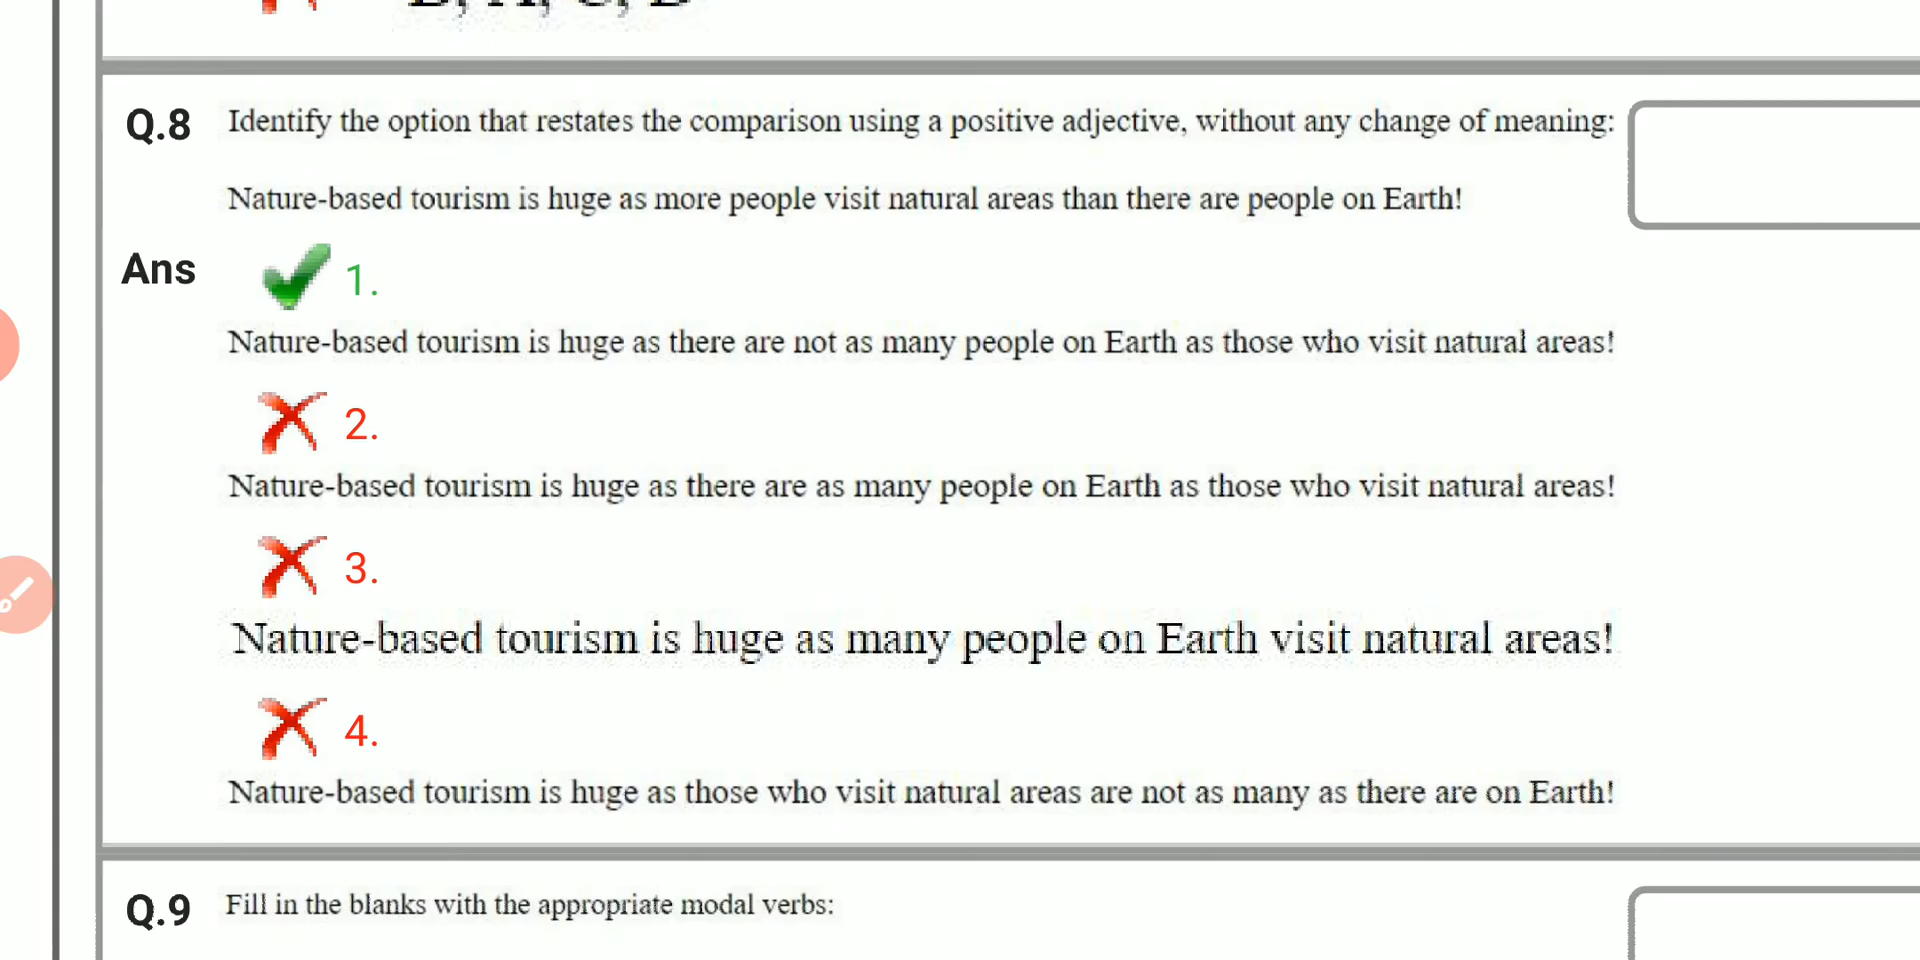 Q.8 Identify the option that restates the comparison using a positive adjective, without any change of meaning:
Nature-based tourism is huge as more people visit natural areas than there are people on Earth!
Ans 1.
Nature-based tourism is huge as there are not as many people on Earth as those who visit natural areas!
2.
Nature-based tourism is huge as there are as many people on Earth as those who visit natural areas!
3.
Nature-based tourism is huge as many people on Earth visit natural areas!
4.
Nature-based tourism is huge as those who visit natural areas are not as many as there are on Earth!
Q.9 Fill in the blanks with the appropriate modal verbs: